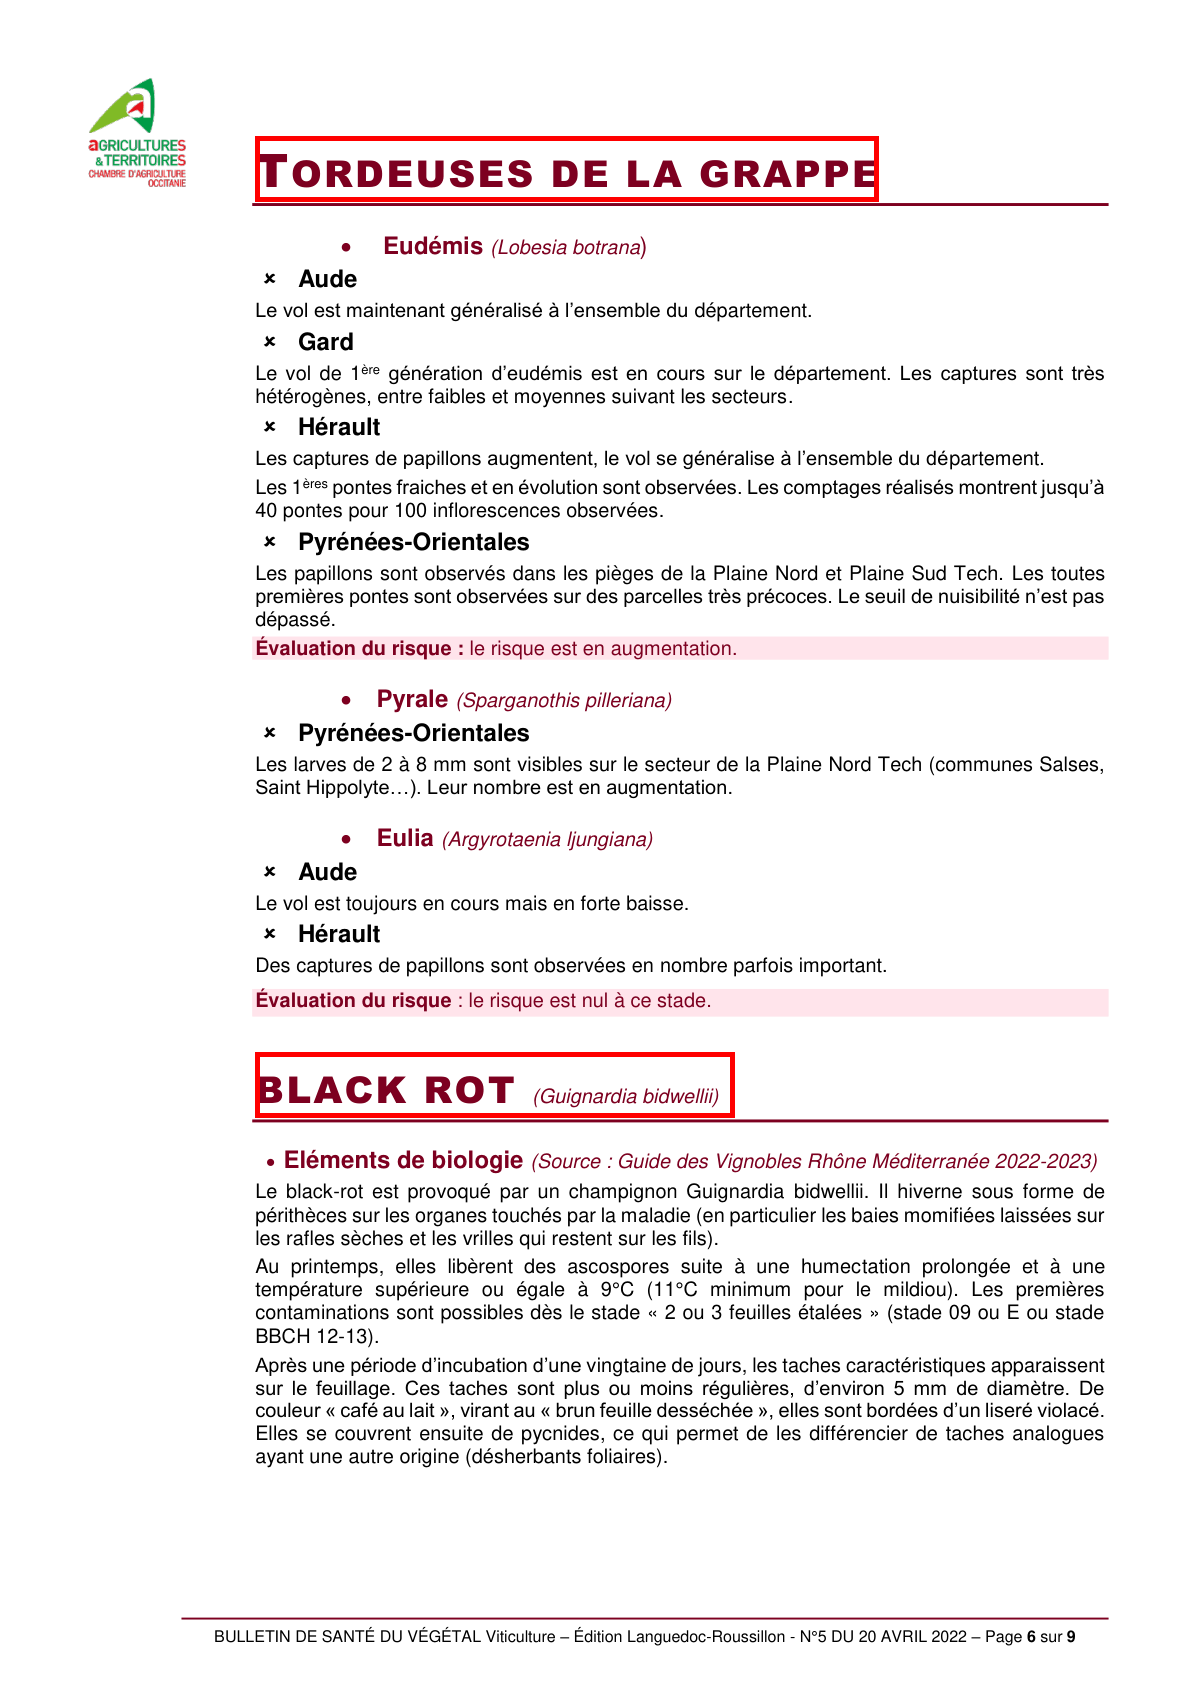 aGRICULTURES
& TERRITOIRES
CHAMBRE D'AGRICULTURE
OCCITANIE
TORDEUSES DE LA GRAPPE
• Eudémis (Lobesia botrana)
× Aude
Le vol est maintenant généralisé à l’ensemble du département.
× Gard
Le vol de 1ère génération d’eudémis est en cours sur le département. Les captures sont très
hétérogènes, entre faibles et moyennes suivant les secteurs.
× Hérault
Les captures de papillons augmentent, le vol se généralise à l’ensemble du département.
Les 1ères pontes fraiches et en évolution sont observées. Les comptages réalisés montrent jusqu’à
40 pontes pour 100 inflorescences observées.
× Pyrénées-Orientales
Les papillons sont observés dans les pièges de la Plaine Nord et Plaine Sud Tech. Les toutes
premières pontes sont observées sur des parcelles très précoces. Le seuil de nuisibilité n’est pas
dépassé.
Évaluation du risque : le risque est en augmentation.
• Pyrale (Sparganothis pilleriana)
× Pyrénées-Orientales
Les larves de 2 à 8 mm sont visibles sur le secteur de la Plaine Nord Tech (communes Salses,
Saint Hippolyte…). Leur nombre est en augmentation.
• Eulia (Argyrotaenia ljungiana)
× Aude
Le vol est toujours en cours mais en forte baisse.
× Hérault
Des captures de papillons sont observées en nombre parfois important.
Évaluation du risque : le risque est nul à ce stade.
BLACK ROT (Guignardia bidwellii)
• Eléments de biologie (Source : Guide des Vignobles Rhône Méditerranée 2022-2023)
Le black-rot est provoqué par un champignon Guignardia bidwellii. Il hiverne sous forme de
périthèces sur les organes touchés par la maladie (en particulier les baies momifiées laissées sur
les rafles sèches et les vrilles qui restent sur les fils).
Au printemps, elles libèrent des ascospores suite à une humectation prolongée et à une
température supérieure ou égale à 9°C (11°C minimum pour le mildiou). Les premières
contaminations sont possibles dès le stade « 2 ou 3 feuilles étalées » (stade 09 ou E ou stade
BBCH 12-13).
Après une période d’incubation d’une vingtaine de jours, les taches caractéristiques apparaissent
sur le feuillage. Ces taches sont plus ou moins régulières, d’environ 5 mm de diamètre. De
couleur « café au lait », virant au « brun feuille desséchée », elles sont bordées d’un liseré violacé.
Elles se couvrent ensuite de pycnides, ce qui permet de les différencier de taches analogues
ayant une autre origine (désherbants foliaires).
BULLETIN DE SANTÉ DU VÉGÉTAL Viticulture – Édition Languedoc-Roussillon - N°5 DU 20 AVRIL 2022 – Page 6 sur 9